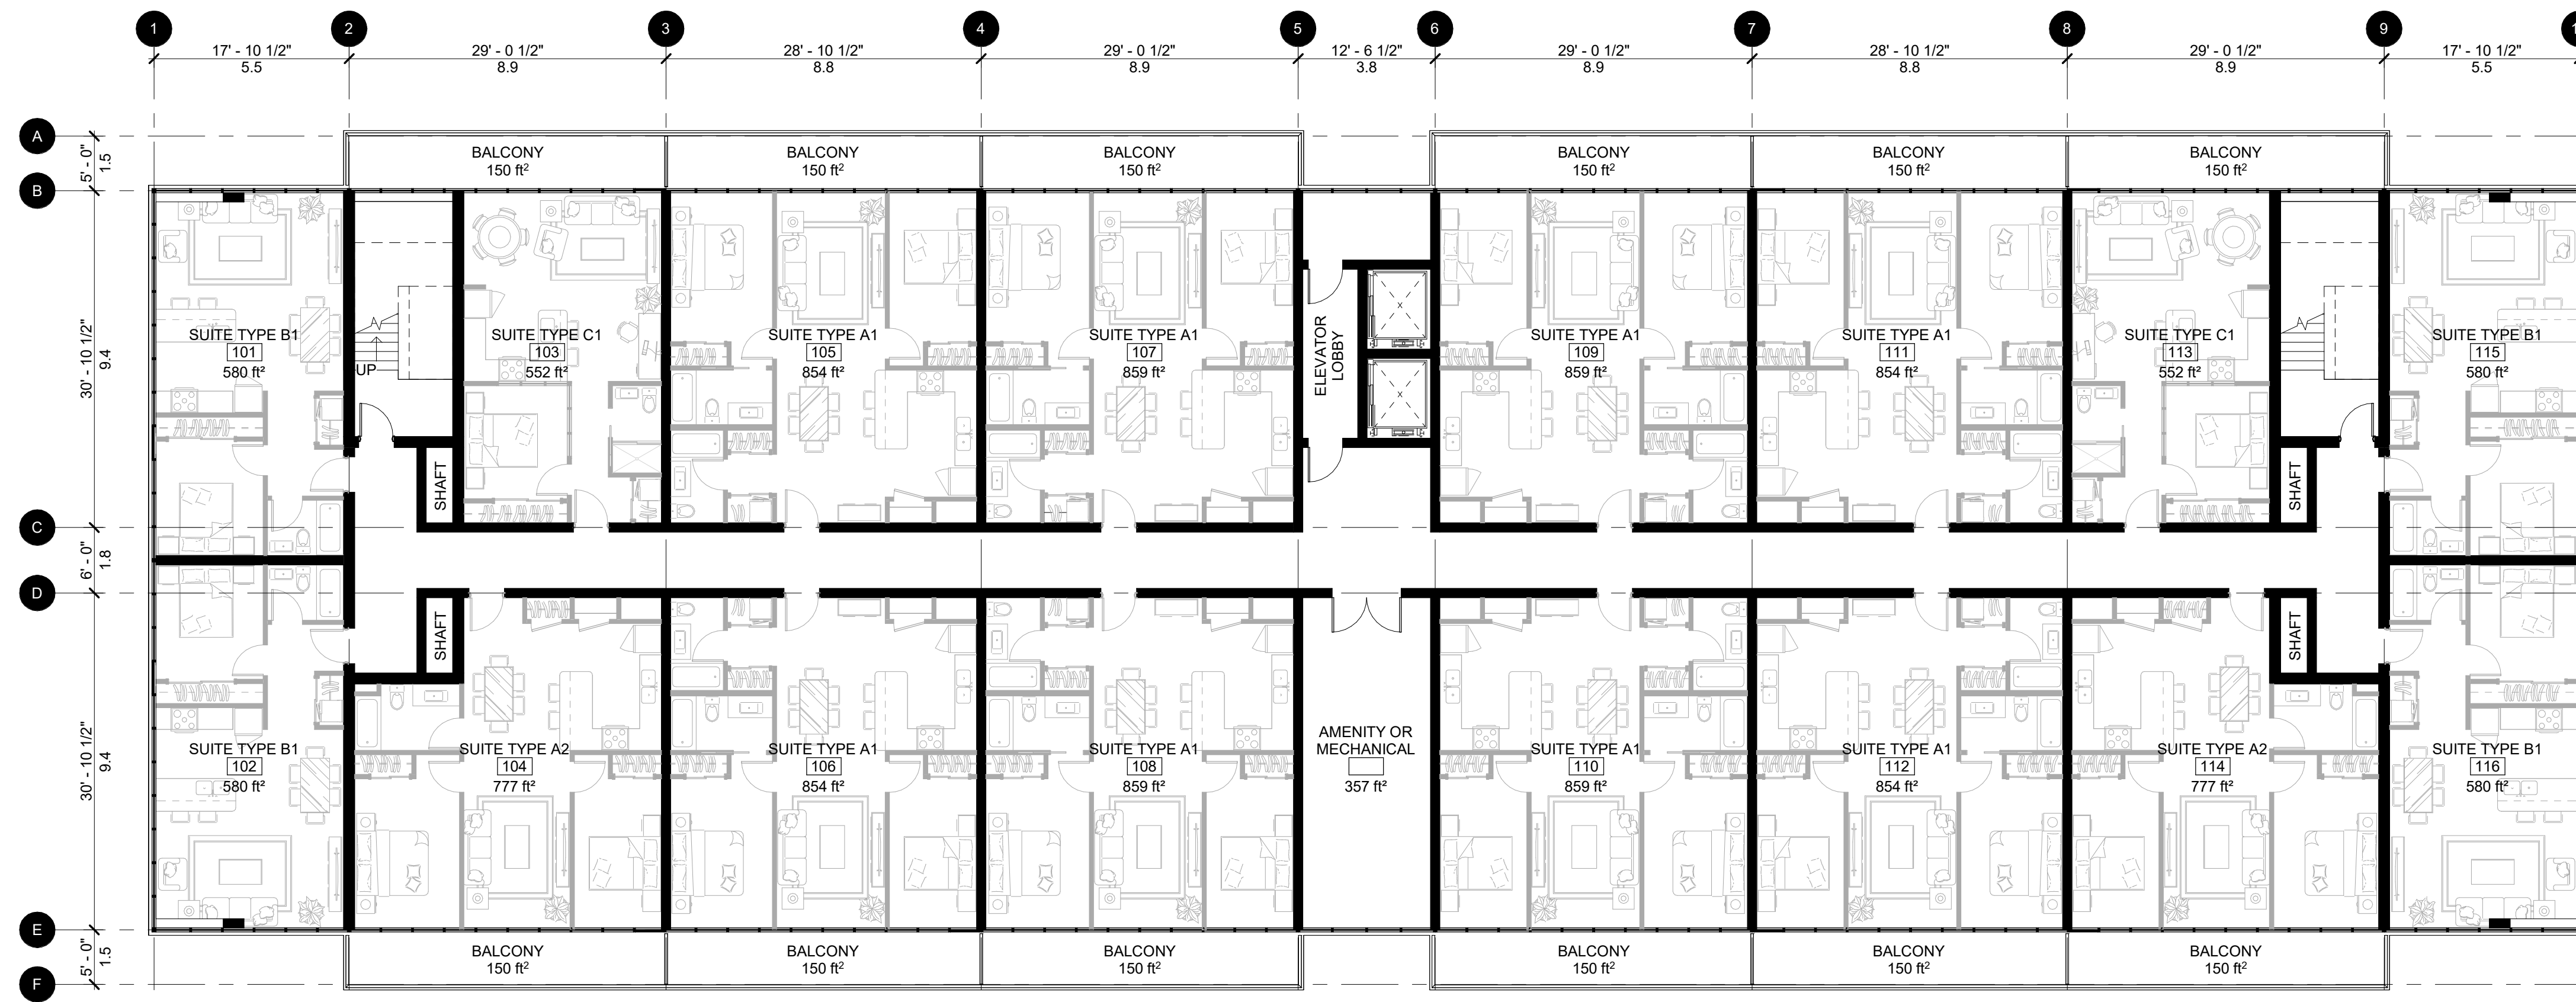 1 2 3 4 5 6 7 8 9
17' - 10 1/2" 29' - 0 1/2" 28' - 10 1/2" 29' - 0 1/2" 12' - 6 1/2" 29' - 0 1/2" 28' - 10 1/2" 29' - 0 1/2" 17' - 10 1/2"
5.5 8.9 8.8 8.9 3.8 8.9 8.8 8.9 5.5
A
5' - 0"
1.5
BALCONY BALCONY BALCONY BALCONY BALCONY BALCONY
150 ft² 150 ft² 150 ft² 150 ft² 150 ft² 150 ft²
B
30' - 10 1/2"
9.4
SUITE TYPE B1
101
580 ft²
UP
SUITE TYPE C1
103
552 ft²
SUITE TYPE A1
105
854 ft²
SUITE TYPE A1
107
859 ft²
ELEVATOR
LOBBY
SUITE TYPE A1
109
859 ft²
SUITE TYPE A1
111
854 ft²
SUITE TYPE C1
113
552 ft²
SUITE TYPE B1
115
580 ft²
SHAFT
SHAFT
C
6' - 0"
1.8
D
SHAFT
SHAFT
30' - 10 1/2"
9.4
SUITE TYPE B1
102
580 ft²
SUITE TYPE A2
104
777 ft²
SUITE TYPE A1
106
854 ft²
SUITE TYPE A1
108
859 ft²
AMENITY OR
MECHANICAL
357 ft²
SUITE TYPE A1
110
859 ft²
SUITE TYPE A1
112
854 ft²
SUITE TYPE A2
114
777 ft²
SUITE TYPE B1
116
580 ft²
E
5' - 0"
1.5
BALCONY BALCONY BALCONY BALCONY BALCONY BALCONY
150 ft² 150 ft² 150 ft² 150 ft² 150 ft² 150 ft²
F